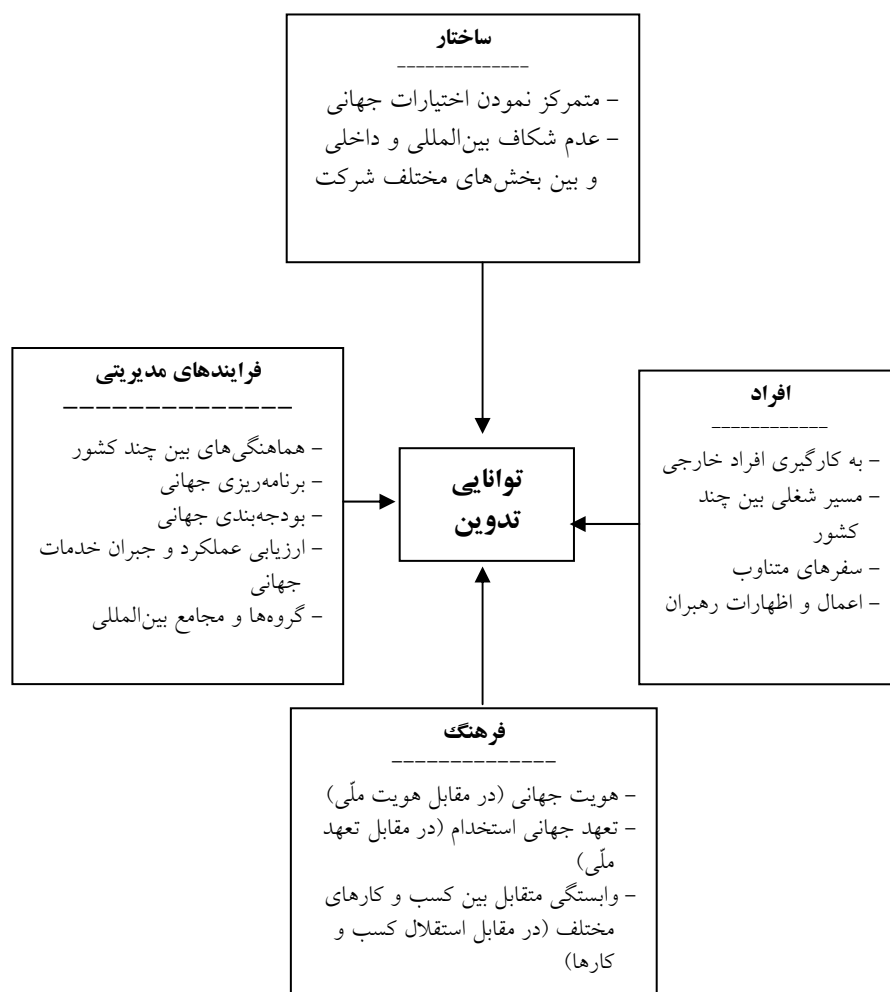 ساختار
--------------
– متمرکز نمودن اختیارات جهانی
– عدم شکاف بین‌المللی و داخلی
و بین بخش‌های مختلف شرکت
فرایندهای مدیریتی
--------------
– هماهنگی‌های بین چند کشور
– برنامه‌ریزی جهانی
– بودجه‌بندی جهانی
– ارزیابی عملکرد و جبران خدمات
جهانی
– گروه‌ها و مجامع بین‌المللی
توانایی
تدوین
افراد
------------
– به کارگیری افراد خارجی
– مسیر شغلی بین چند
کشور
– سفرهای متناوب
– اعمال و اظهارات رهبران
فرهنگ
--------------
– هویت جهانی (در مقابل هویت ملّی)
– تعهد جهانی استخدام (در مقابل تعهد
ملّی)
– وابستگی متقابل بین کسب و کارهای
مختلف (در مقابل استقلال کسب و
کارها)